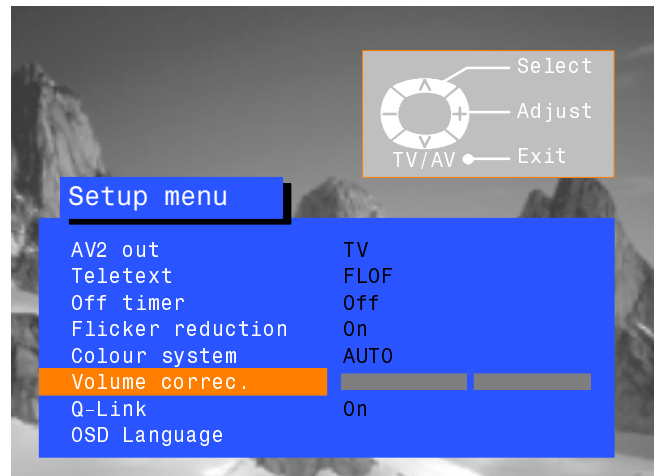 Select
Adjust
TV/AV Exit
Setup menu
AV2 out TV
Teletext FLOF
Off timer Off
Flicker reduction On
Colour system AUTO
Volume correc.
Q-Link On
OSD Language